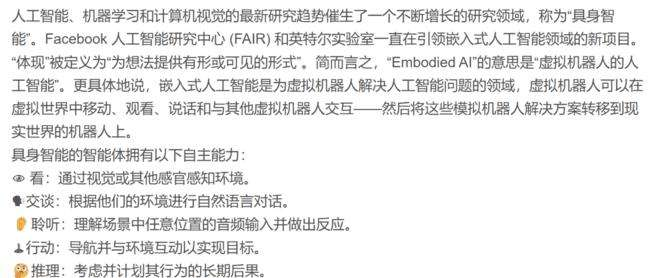 人工智能、机器学习和计算机视觉的最新研究趋势催生了一个不断增长的研究领域，称为“具身智
能”。Facebook 人工智能研究中心 (FAIR) 和英特尔实验室一直在引领嵌入式人工智能领域的新项目。
“体现”被定义为“为想法提供有形或可见的形式”。简而言之，“Embodied AI”的意思是“虚拟机器人的人
工智能”。更具体地说，嵌入式人工智能是为虚拟机器人解决人工智能问题的领域，虚拟机器人可以在
虚拟世界中移动、观看、说话和与其他虚拟机器人交互——然后将这些模拟机器人解决方案转移到现
实世界的机器人上。
具身智能的智能体拥有以下自主能力：
👁 看：通过视觉或其他感官感知环境。
🗣交谈：根据他们的环境进行自然语言对话。
👂 聆听：理解场景中任意位置的音频输入并做出反应。
🕹行动：导航并与环境互动以实现目标。
🤔推理：考虑并计划其行为的长期后果。